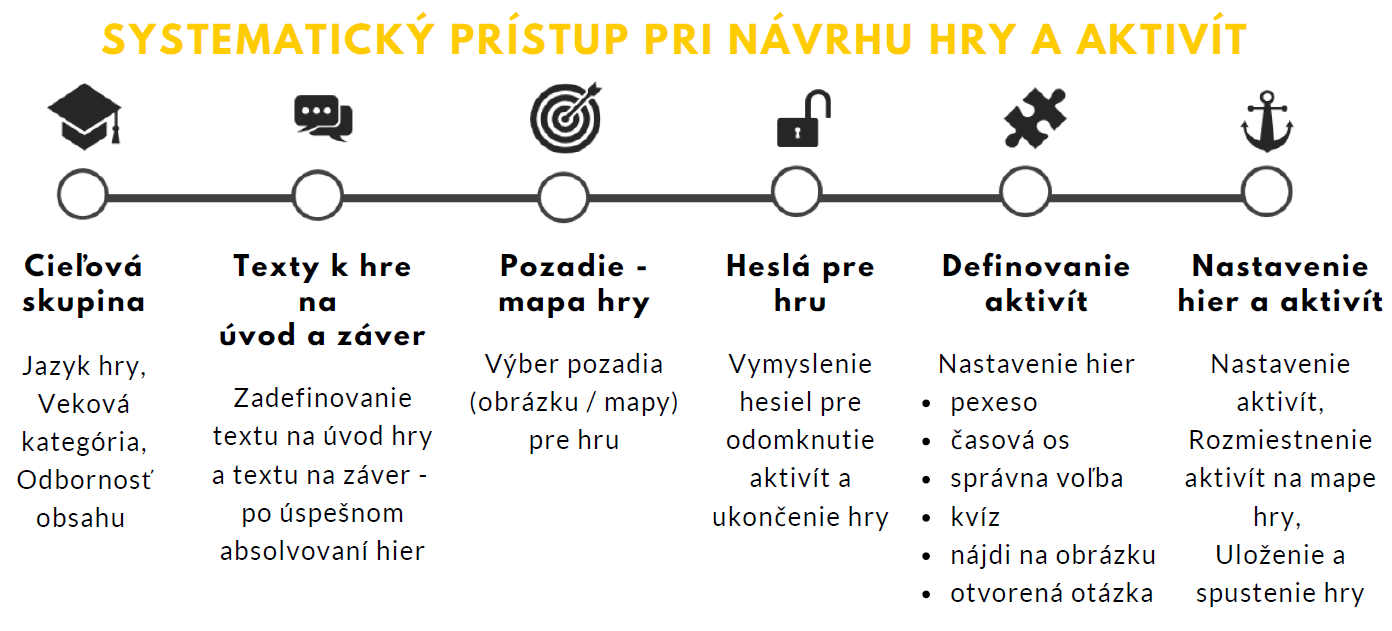 SYSTEMATICKÝ PRÍSTUP PRI NÁVRHU HRY A AKTIVÍT
Cieľová
skupina
Jazyk hry,
Veková
kategória,
Odbornosť
obsahu
Texty k hre
na
úvod a záver
Zadefinovanie
textu na úvod hry
a textu na záver -
po úspešnom
absolvovaní hier
Pozadie -
mapa hry
Výber pozadia
(obrázku / mapy)
pre hru
Heslá pre
hru
Vymyslenie
hesiel pre
odomknutie
aktivít a
ukončenie hry
Definovanie
aktivít
Nastavenie hier
• pexeso
• časová os
• správna voľba
• kvíz
• nájdi na obrázku
• otvorená otázka
Nastavenie
hier a aktivít
Nastavenie
aktivít,
Rozmiestnenie
aktivít na mape
hry,
Uloženie a
spustenie hry